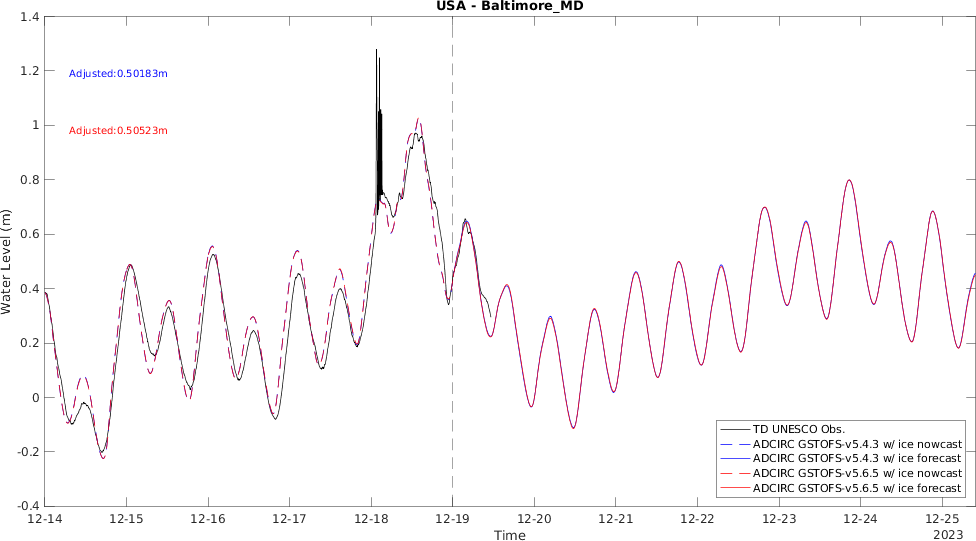 USA - Baltimore_MD
1.4
1.2
1
0.8
0.6
0.4
0.2
0
-0.2
-0.4
Water Level (m)
Adjusted:0.50183m
Adjusted:0.50523m
TD UNESCO Obs.
ADCIRC GSTOFS-v5.4.3 w/ ice nowcast
ADCIRC GSTOFS-v5.4.3 w/ ice forecast
ADCIRC GSTOFS-v5.6.5 w/ ice nowcast
ADCIRC GSTOFS-v5.6.5 w/ ice forecast
12-14 12-15 12-16 12-17 12-18 12-19 12-20 12-21 12-22 12-23 12-24 12-25
Time
2023